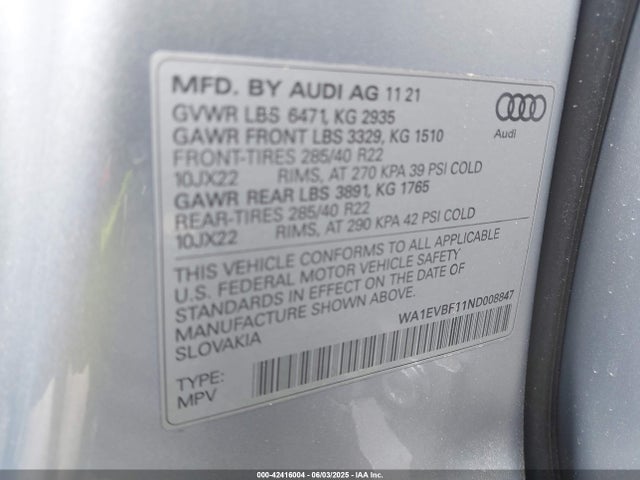 MFD. BY AUDI AG 11 21
GVWR LBS 6471, KG 2935
GAWR FRONT LBS 3329, KG 1510
FRONT-TIRES 285/40 R22
10JX22 RIMS, AT 270 KPA 39 PSI COLD
GAWR REAR LBS 3891, KG 1765
REAR-TIRES 285/40 R22
10JX22 RIMS, AT 290 KPA 42 PSI COLD
Audi
THIS VEHICLE CONFORMS TO ALL APPLICABLE
U.S. FEDERAL MOTOR VEHICLE SAFETY
STANDARDS IN EFFECT ON THE DATE OF
MANUFACTURE SHOWN ABOVE.
SLOVAKIA
WA1EVBF11ND008847
TYPE:
MPV
000-42416004 | 06/03/2025 - IAAI, Inc.